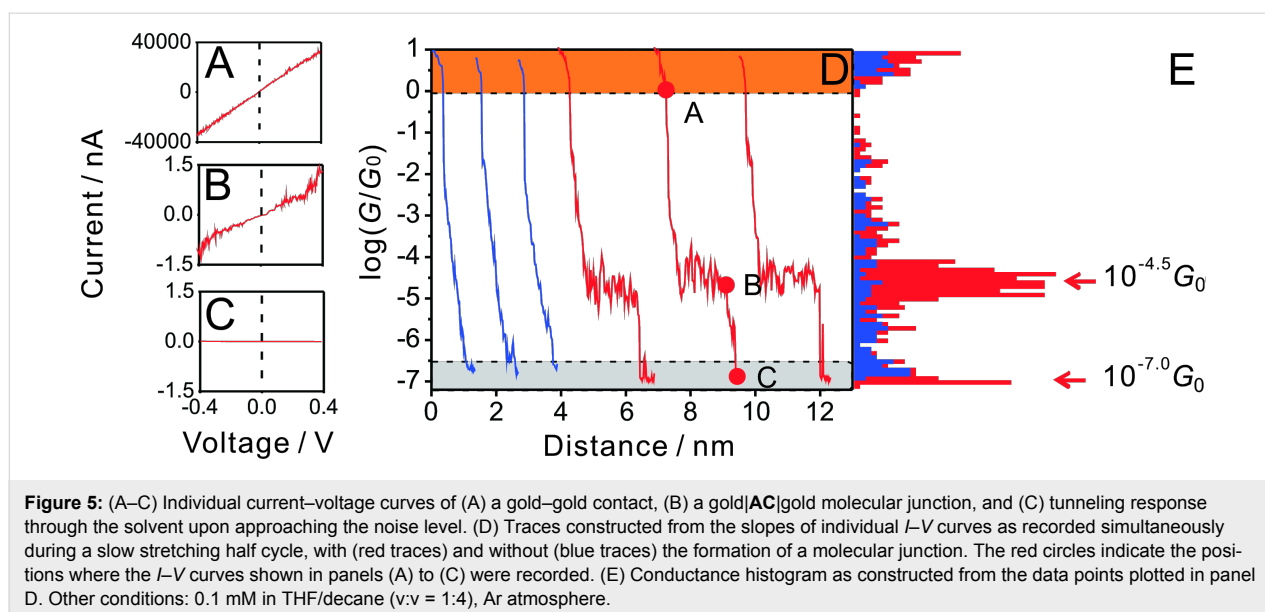 40000
0
-40000
A
1.5
0.0
-1.5
B
1.5
0.0
-1.5
C
-0.4 0.0 0.4
Current / nA
Voltage / V
1
0
-1
-2
-3
-4
-5
-6
-7
log(G/G0)
0 2 4 6 8 10 12
Distance / nm
D
A
B
C
E
10-4.5G0
10-7.0G0
Figure 5: (A–C) Individual current–voltage curves of (A) a gold–gold contact, (B) a gold|AC|gold molecular junction, and (C) tunneling response
through the solvent upon approaching the noise level. (D) Traces constructed from the slopes of individual I–V curves as recorded simultaneously
during a slow stretching half cycle, with (red traces) and without (blue traces) the formation of a molecular junction. The red circles indicate the posi-
tions where the I–V curves shown in panels (A) to (C) were recorded. (E) Conductance histogram as constructed from the data points plotted in panel
D. Other conditions: 0.1 mM in THF/decane (v:v = 1:4), Ar atmosphere.